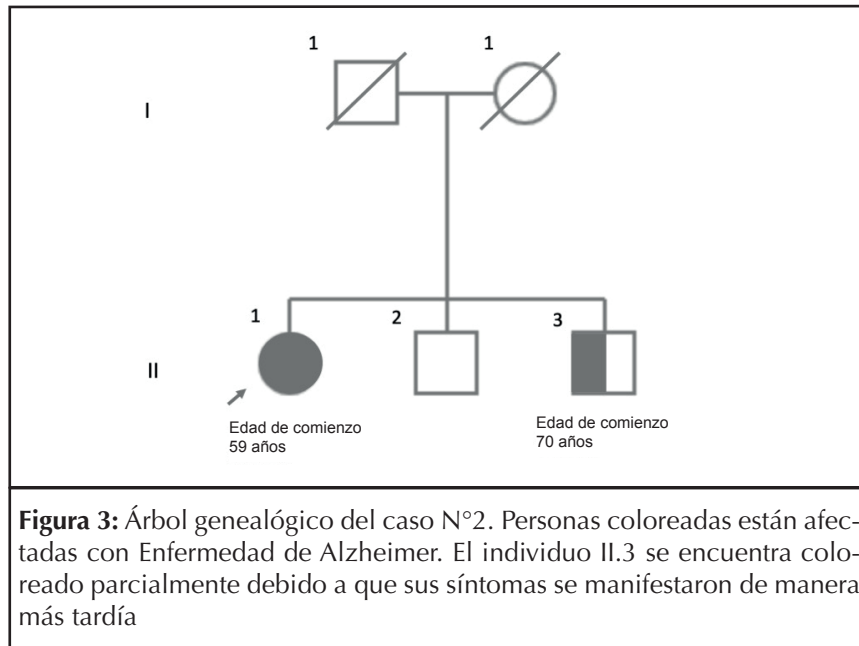 1 1
I
1 2 3
II
Edad de comienzo
59 años
Edad de comienzo
70 años
Figura 3: Árbol genealógico del caso N°2. Personas coloreadas están afec-
tadas con Enfermedad de Alzheimer. El individuo II.3 se encuentra colo-
reado parcialmente debido a que sus síntomas se manifestaron de manera
más tardía